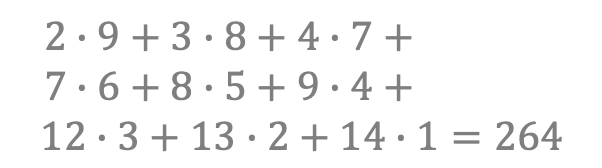 2 · 9 + 3 · 8 + 4 · 7 +
7 · 6 + 8 · 5 + 9 · 4 +
12 · 3 + 13 · 2 + 14 · 1 = 264